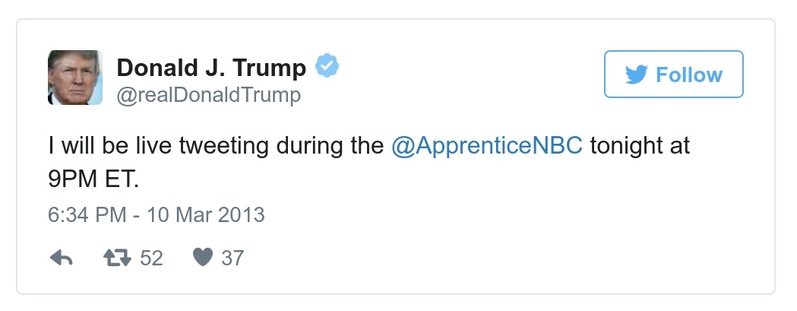 Donald J. Trump
Follow
@realDonaldTrump
I will be live tweeting during the @ApprenticeNBC tonight at
9PM ET.
6:34 PM - 10 Mar 2013
52 37